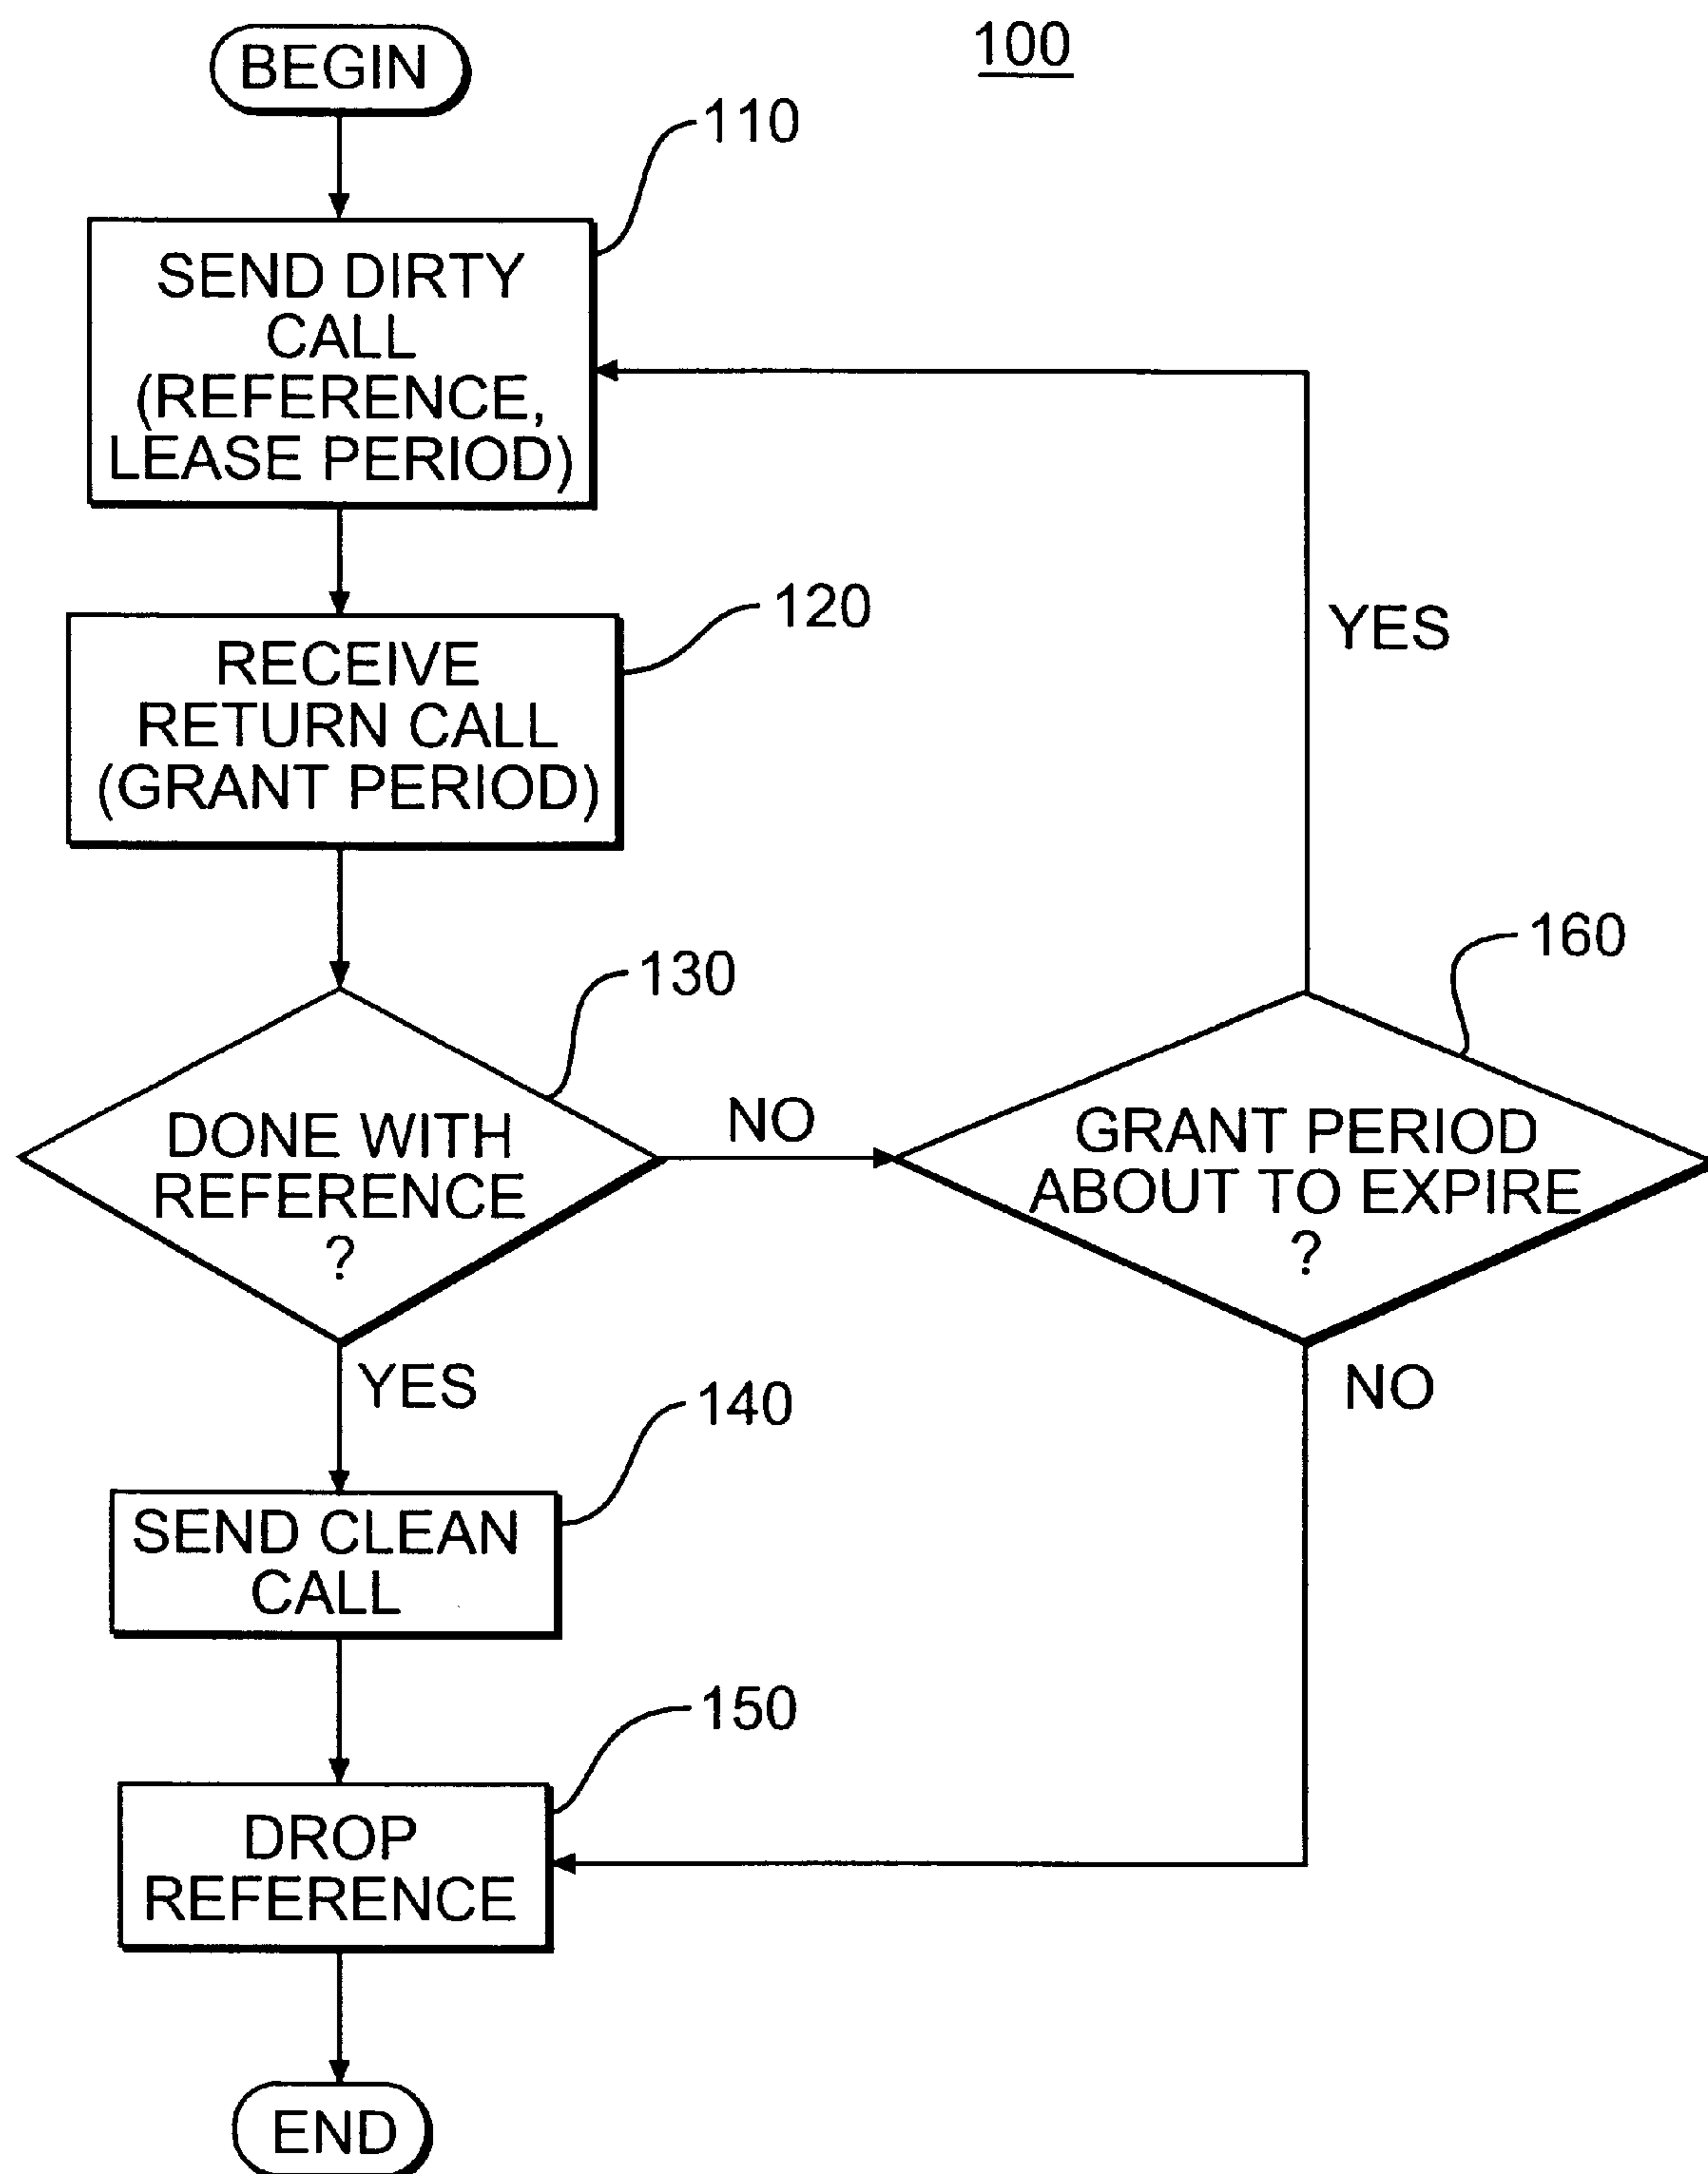 BEGIN
100
110
SEND DIRTY
CALL
(REFERENCE,
LEASE PERIOD)
120
RECEIVE
RETURN CALL
(GRANT PERIOD)
YES
130
160
DONE WITH
REFERENCE
?
NO
GRANT PERIOD
ABOUT TO EXPIRE
?
YES
NO
140
SEND CLEAN
CALL
150
DROP
REFERENCE
END